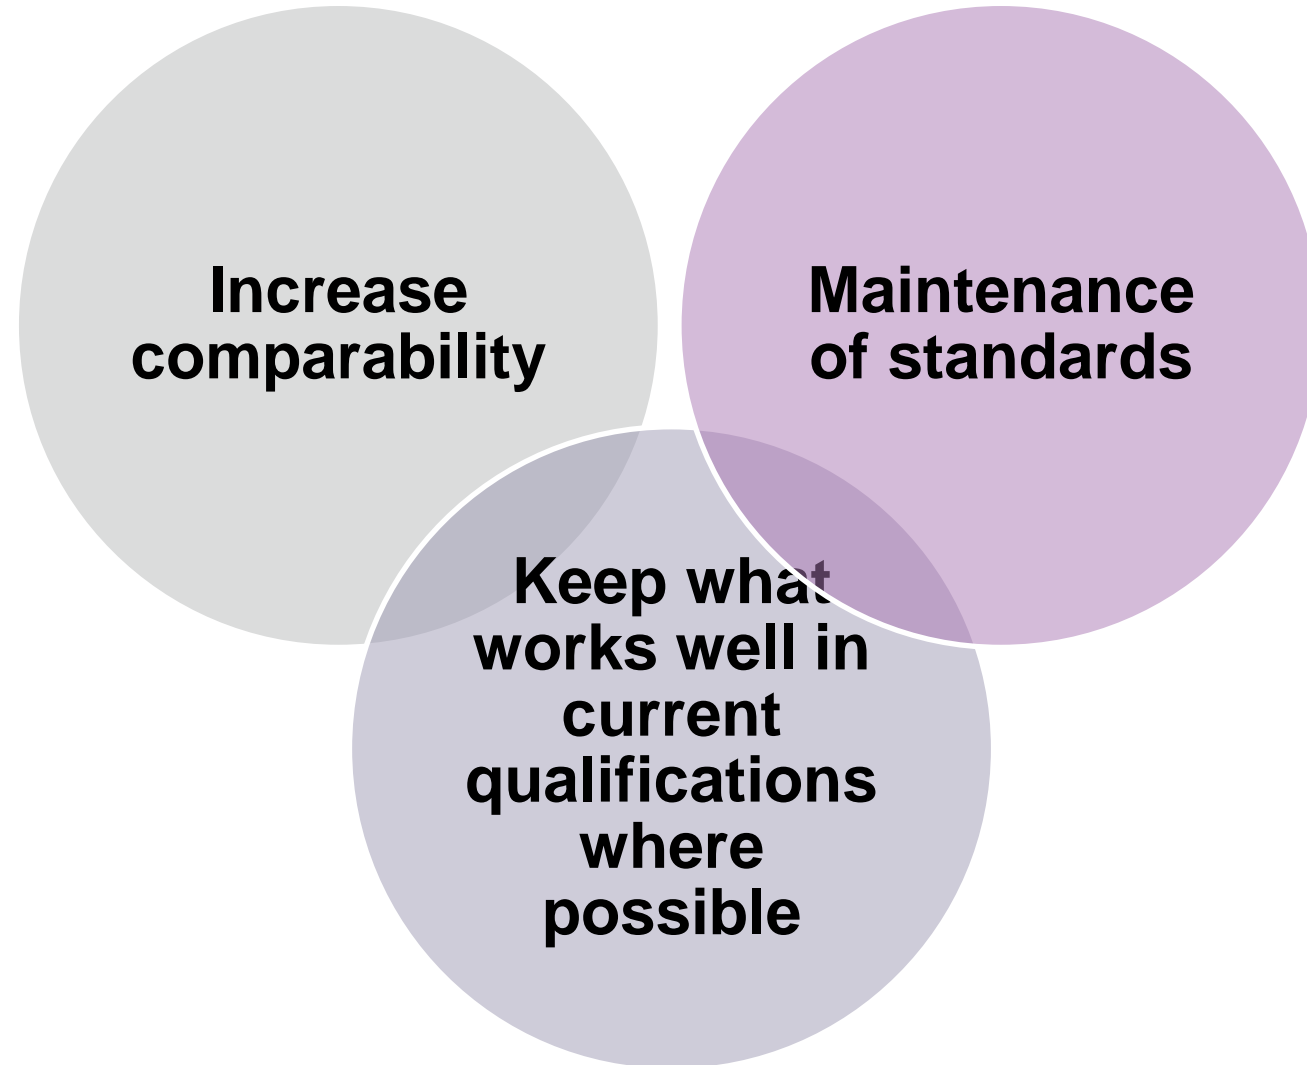 Increase
comparability
Maintenance
of standards
Keep what
works well in
current
qualifications
where
possible